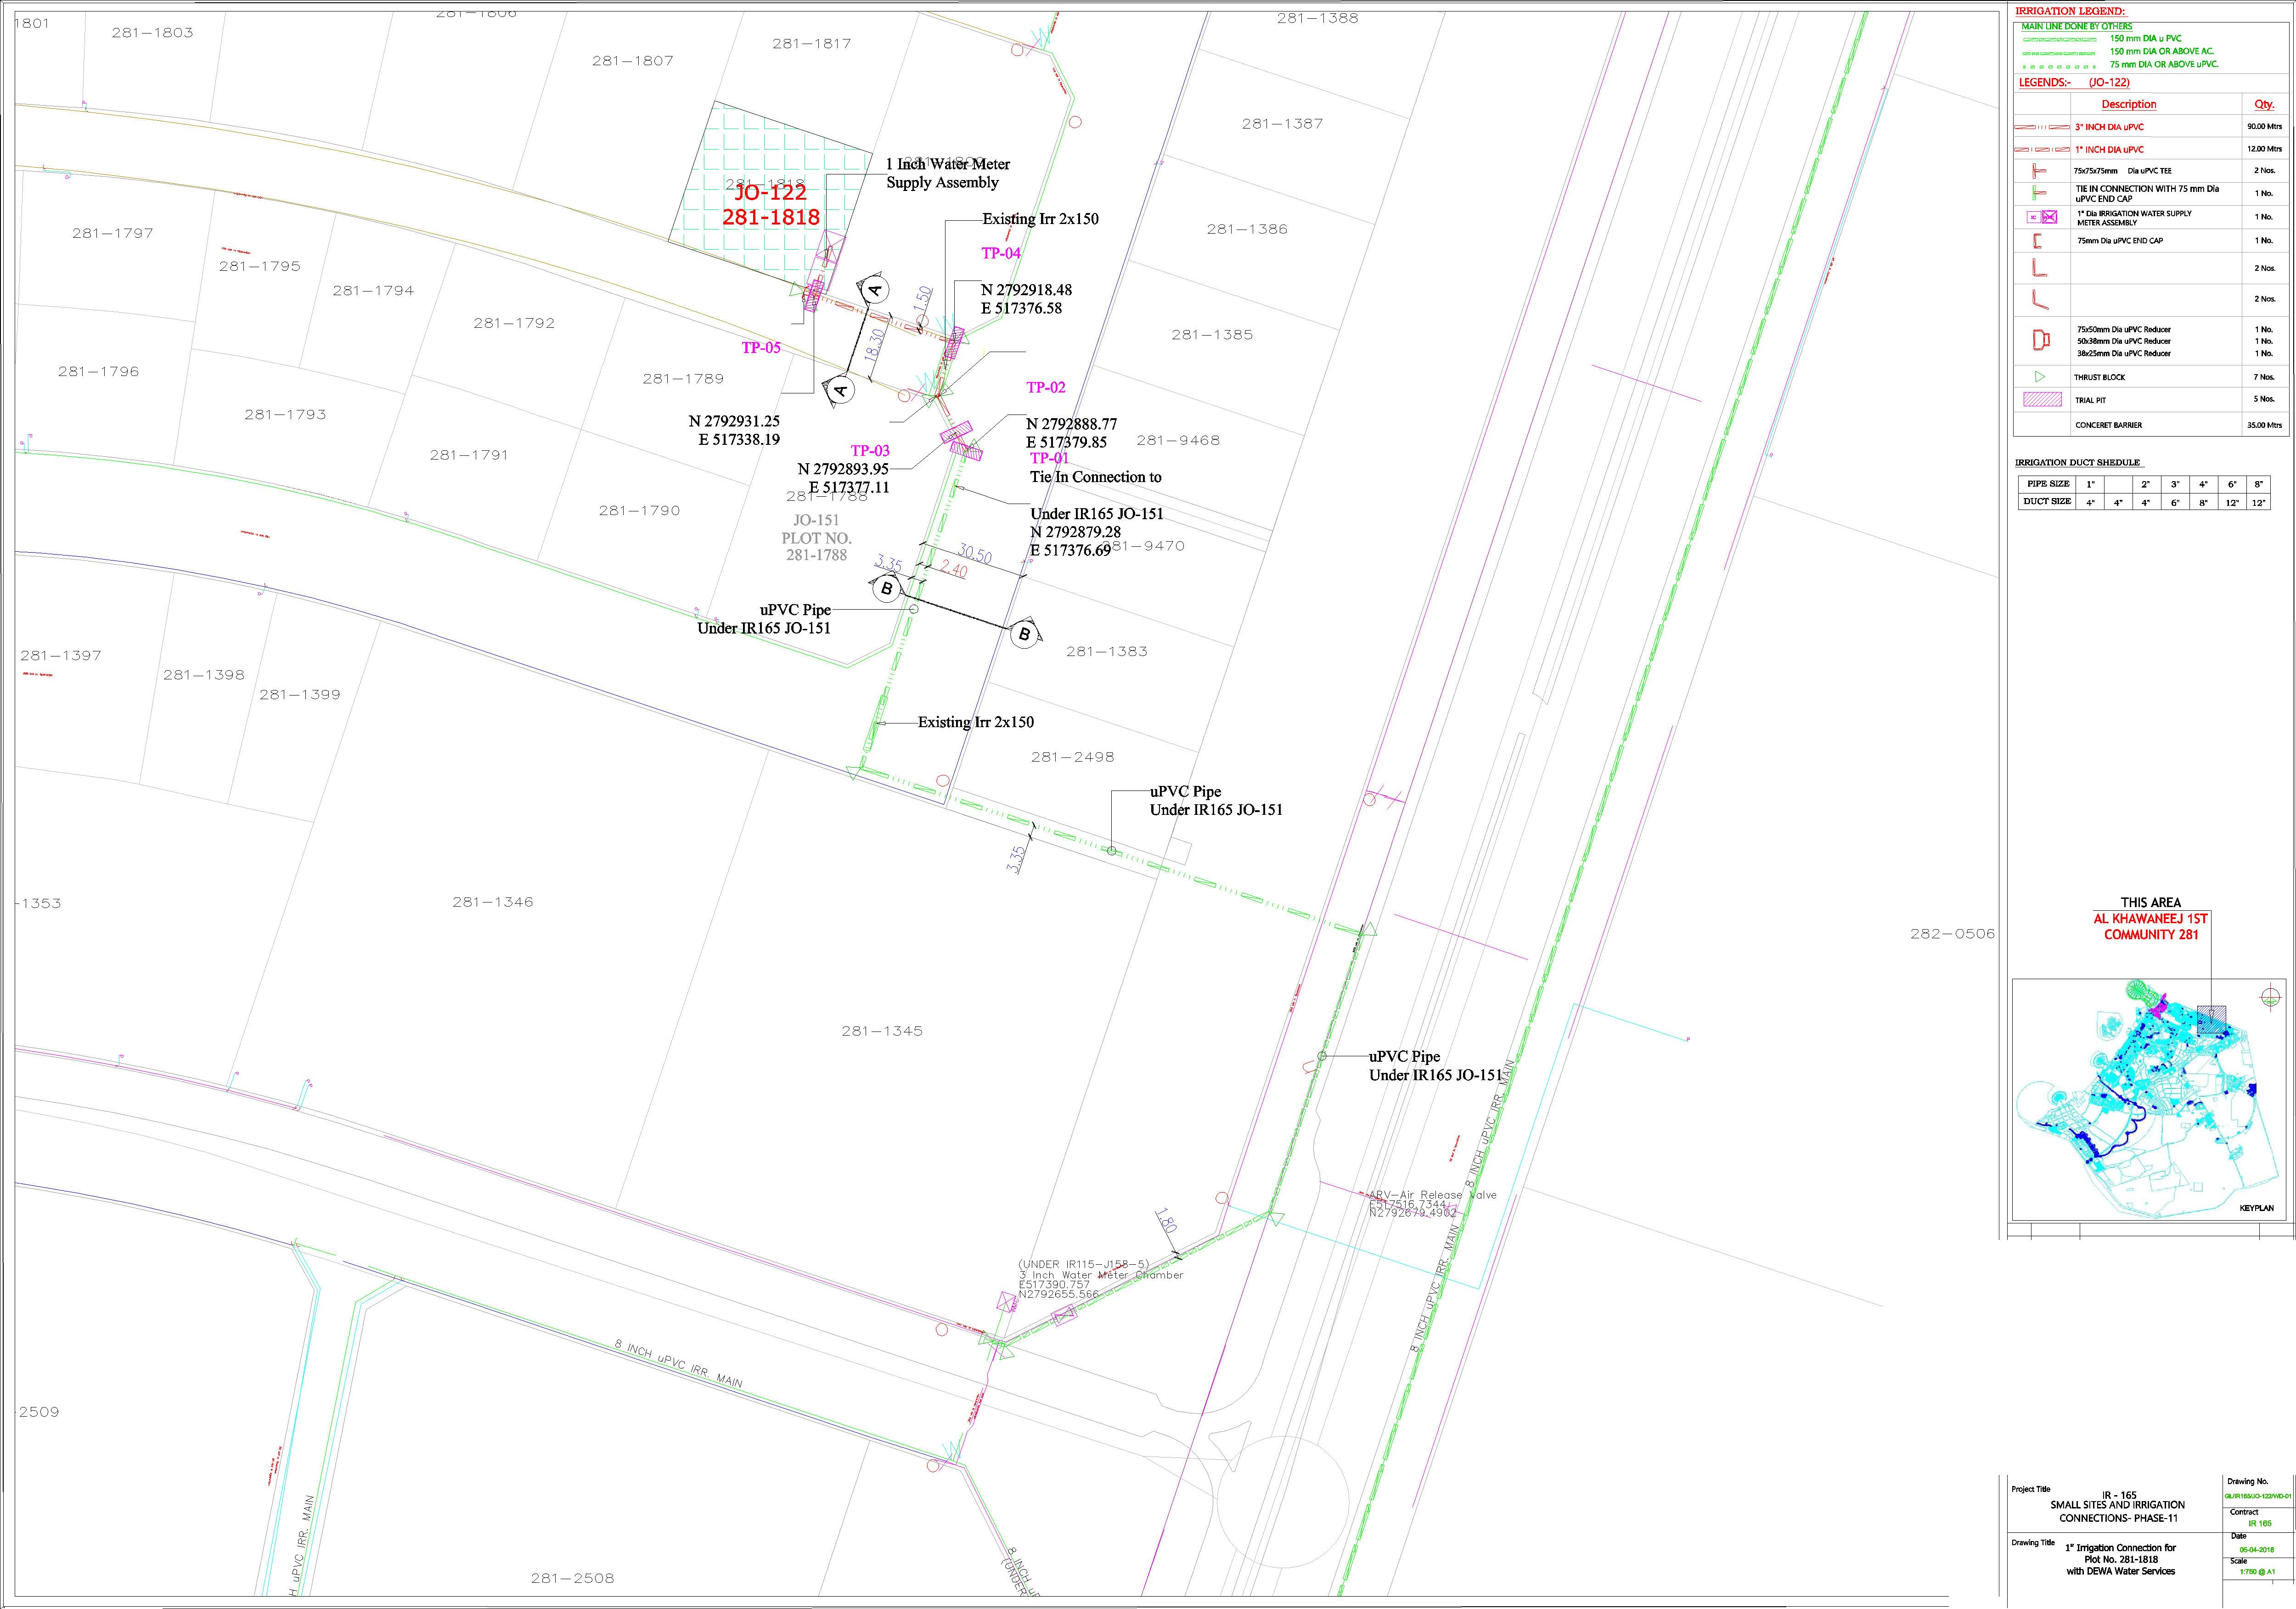 1801
281-1803
281-1806
281-1807
281-1817
281-1388
281-1387
281-1386
281-1385
281-1797
281-1795
281-1794
281-1792
281-1796
281-1793
281-1789
281-1791
281-1790
281-1788
281-9468
281-9470
281-1383
281-2498
281-1397
281-1398
281-1399
-1353
281-1346
281-1345
282-0506
2509
281-2508
281-1818
JO-122
281-1818
1 Inch Water Meter
Supply Assembly
Existing Irr 2x150
TP-04
N 2792918.48
E 517376.58
1.50
18.30
A
A
TP-05
N 2792931.25
E 517338.19
TP-02
N 2792888.77
E 517379.85
TP-03
N 2792893.95
E 517377.11
TP-01
Tie In Connection to
Under IR165 JO-151
N 2792879.28
E 517376.69
JO-151
PLOT NO.
281-1788
3.35
30.50
2.40
B
B
uPVC Pipe
Under IR165 JO-151
Existing Irr 2x150
uPVC Pipe
Under IR165 JO-151
3.35
uPVC Pipe
Under IR165 JO-151
8 INCH uPVC IRR. MAIN
8 INCH uPVC IRR. MAIN
ARV-Air Release Valve
E517516.7344
N2792679.4902
1.80
(UNDER IR115-J158-5)
3 Inch Water Meter Chamber
E517390.757
N2792655.566
8 INCH uPVC IRR. MAIN
H uPVC IRR. MAIN
8 INCH uP
(UNDER
IRRIGATION LEGEND:
MAIN LINE DONE BY OTHERS
150 mm DIA u PVC
150 mm DIA OR ABOVE AC.
75 mm DIA OR ABOVE uPVC.
LEGENDS:- (JO-122)
Description Qty.
3" INCH DIA uPVC 90.00 Mtrs
1" INCH DIA uPVC 12.00 Mtrs
75x75x75mm Dia uPVC TEE 2 Nos.
TIE IN CONNECTION WITH 75 mm Dia
uPVC END CAP 1 No.
1" Dia IRRIGATION WATER SUPPLY
METER ASSEMBLY 1 No.
75mm Dia uPVC END CAP 1 No.
2 Nos.
2 Nos.
75x50mm Dia uPVC Reducer 1 No.
50x38mm Dia uPVC Reducer 1 No.
38x25mm Dia uPVC Reducer 1 No.
THRUST BLOCK 7 Nos.
TRIAL PIT 5 Nos.
CONCERET BARRIER 35.00 Mtrs
IRRIGATION DUCT SHEDULE
PIPE SIZE 1" 2" 3" 4" 6" 8"
DUCT SIZE 4" 4" 4" 6" 8" 12" 12"
THIS AREA
AL KHAWANEEJ 1ST
COMMUNITY 281
KEYPLAN
Project Title
IR - 165
SMALL SITES AND IRRIGATION
CONNECTIONS- PHASE-11
Drawing Title
1" Irrigation Connection for
Plot No. 281-1818
with DEWA Water Services
Drawing No.
GIL/IR165/JO-122/WD-01
Contract
IR 165
Date
05-04-2018
Scale
1:750 @ A1